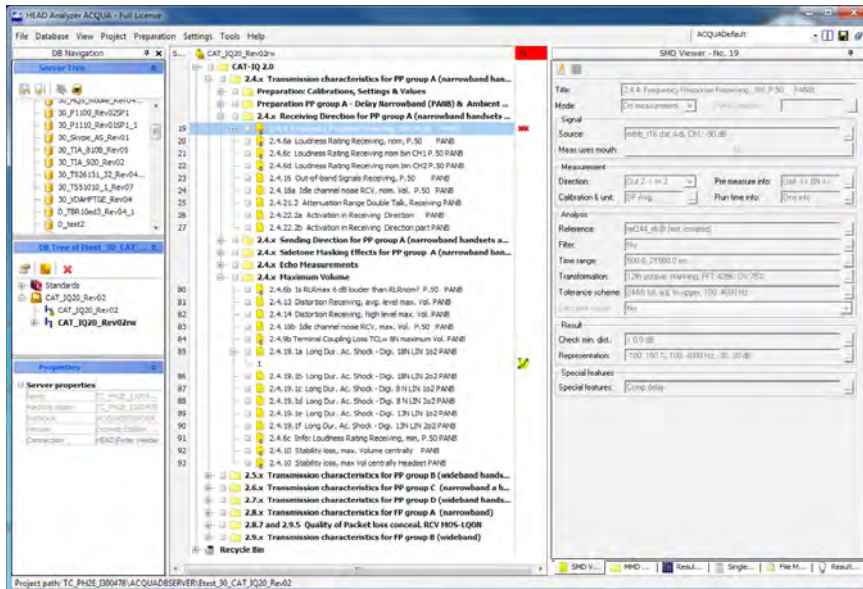 HEAD Analyzer ACQUA - Full License
File Database View Project Preparation Settings Tools Help
ACQUADefault
DB Navigation
Server Tree
30_P1100_Rev02SP1
30_P1110_Rev01SP1_1
30_Skype_AS_Rev01
30_TIA_810B_Rev05
30_TIA_920_Rev02
30_TS26131_32_Rev04...
30_TS51010_1_Rev07
30_VDAHFTGE_Rev04
D_TBR10ed3_Rev04_1
D_test2
DB Tree of Etest_30_CAT_...
Standards
CAT_IQ20_Rev02
CAT_IQ20_Rev02
CAT_IQ20_Rev02rw
Properties
Server properties
Name
Connection
S...
CAT_IQ20_Rev02rw
CAT-IQ 2.0
2.4.x Transmission characteristics for PP group A (narrowband han...
Preparation: Calibrations, Settings & Values
Preparation PP group A - Delay Narrowband (PANB) & Ambient ...
2.4.x Receiving Direction for PP group A (narrowband handsets ...
19
20 2.4.6a Loudness Rating Receiving, nom, P.50 PANB
21 2.4.6c Loudness Rating Receiving nom bin CH1 P.50 PANB
22 2.4.6d Loudness Rating Receiving nom bin CH2 P.50 PANB
23 2.4.16 Out-of-band Signals Receiving, P.50 PANB
24 2.4.18a Idle channel noise RCV, nom. Vol. P.50 PANB
25 2.4.21.2 Attenuation Range Double Talk, Receiving PANB
26 2.4.22.2a Activation in Receiving Direction PANB
27 2.4.22.2b Activation in Receiving Direction part PANB
2.4.x Sending Direction for PP group A (narrowband handsets a...
2.4.x Sidetone Masking Effects for PP group A (narrowband han...
2.4.x Echo Measurements
2.4.x Maximum Volume
80 2.4.6b Is RLRmax 6 dB louder than RLRnom? P.50 PANB
81 2.4.13 Distortion Receiving, avg. level max. Vol. PANB
82 2.4.14 Distortion Receiving, high level max. Vol. PANB
83 2.4.18b Idle channel noise RCV, max. Vol. P.50 PANB
84 2.4.9b Terminal Coupling Loss TCLw 8N maximum Vol. PANB
85 2.4.19.1a Long Dur. Ac. Shock - Digi. 18N LIN 1o2 PANB
1
86 2.4.19.1b Long Dur. Ac. Shock - Digi. 18N LIN 2o2 PANB
87 2.4.19.1c Long Dur. Ac. Shock - Digi. 8 N LIN 1o2 PANB
88 2.4.19.1d Long Dur. Ac. Shock - Digi. 8 N LIN 2o2 PANB
89 2.4.19.1e Long Dur. Ac. Shock - Digi. 13N LIN 1o2 PANB
90 2.4.19.1f Long Dur. Ac. Shock - Digi. 13N LIN 2o2 PANB
91 2.4.6c Info: Loudness Rating Receiving, min, P.50 PANB
92 2.4.10 Stability loss, max. Volume centrally PANB
93 2.4.10 Stability loss, max Vol centrally Headset PANB
2.5.x Transmission characteristics for PP group B (wideband hands...
2.6.x Transmission characteristics for PP group C (narrowband a h...
2.7.x Transmission characteristics for PP group D (wideband hands...
2.8.x Transmission characteristics for FP group A (narrowband)
2.8.7 and 2.9.5 Quality of Packet loss conceal. RCV MOS-LQON
2.9.x Transmission characteristics for FP group B (wideband)
Recycle Bin
SMD Viewer - No. 19
Title:
Mode: Do measurement
Signal
Source:
Meas uses mouth:
Measurement
Direction: Out 2 -> In 2 Pre measure info:
Calibration & unit: DF Avg. Run time info:
Analysis
Reference:
Filter: No
Time range:
Transformation:
Tolerance scheme:
No
Result
Check min. dist.:
Representation:
Special features
Special features: Comp.delay
SMD V... MMD ... Resul... Single... File M... Result...
Project path: TC_PH2E_I300478\ACQUADBSERVER\Etest_30_CAT_IQ20_Rev02